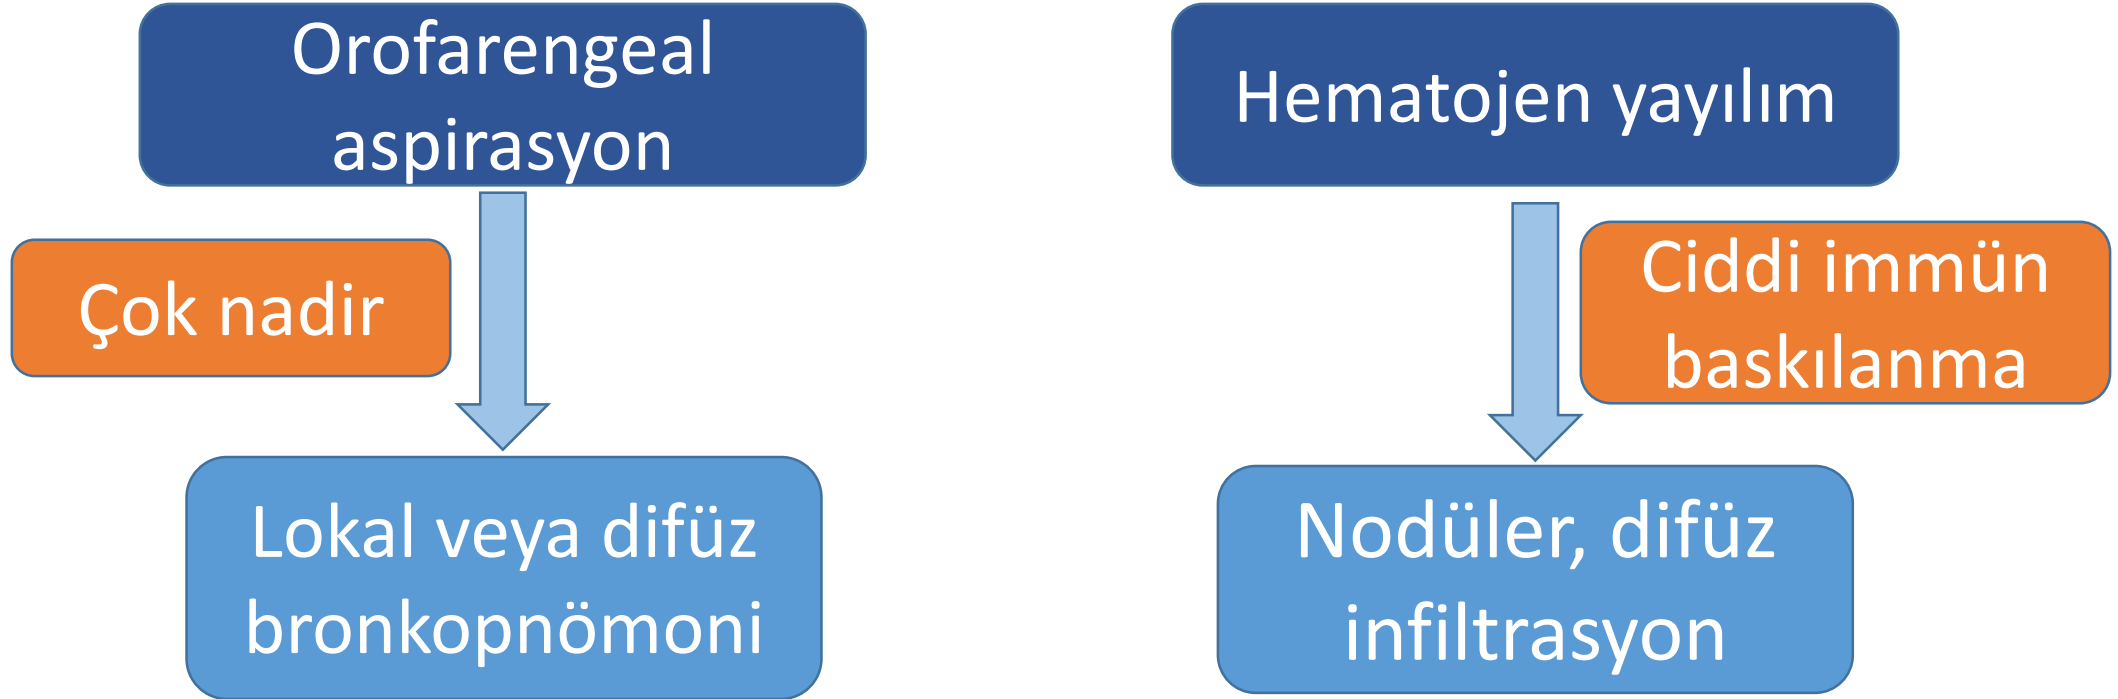 Orofarengeal
aspirasyon
Çok nadir
Lokal veya difüz
bronkopnömoni
Hematojen yayılım
Ciddi immün
baskılanma
Nodüler, difüz
infiltrasyon